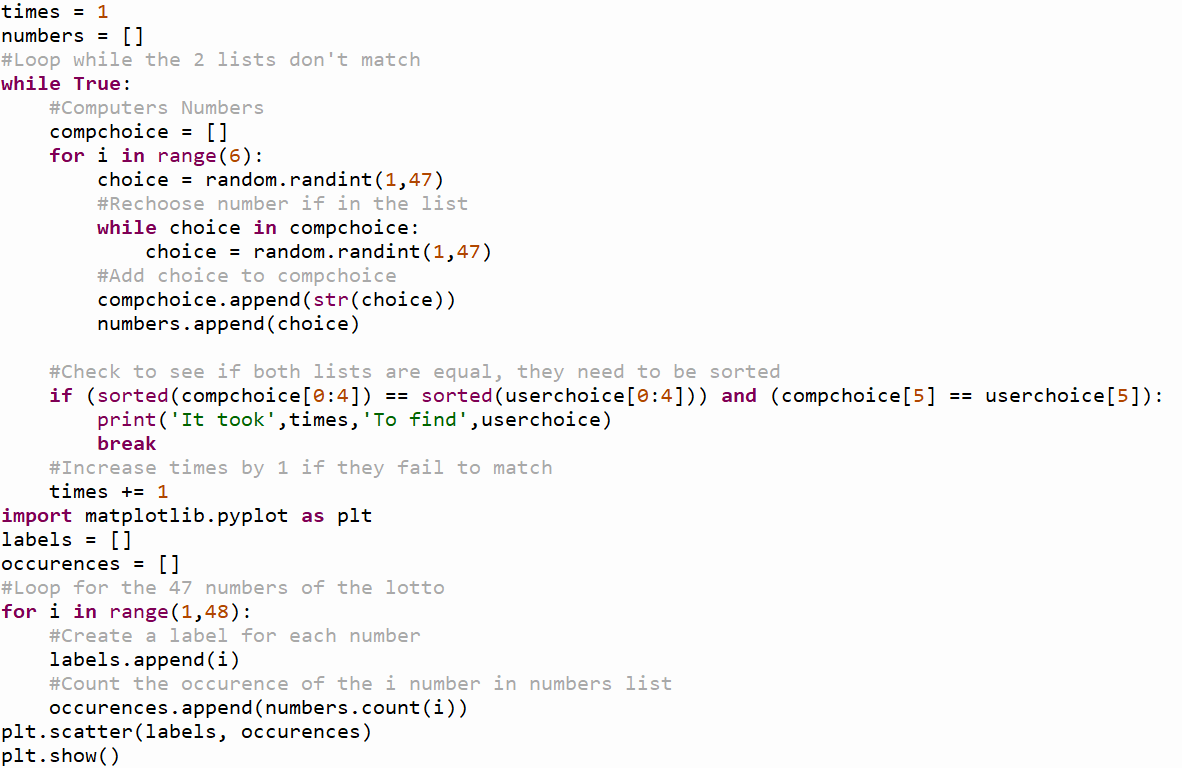 times = 1
numbers = []
#Loop while the 2 lists don't match
while True:
    #Computers Numbers
    compchoice = []
    for i in range(6):
        choice = random.randint(1,47)
        #Rechoose number if in the list
        while choice in compchoice:
            choice = random.randint(1,47)
        #Add choice to compchoice
        compchoice.append(str(choice))
        numbers.append(choice)

    #Check to see if both lists are equal, they need to be sorted
    if (sorted(compchoice[0:4]) == sorted(userchoice[0:4])) and (compchoice[5] == userchoice[5]):
        print('It took',times,'To find',userchoice)
        break
    #Increase times by 1 if they fail to match
    times += 1
import matplotlib.pyplot as plt
labels = []
occurences = []
#Loop for the 47 numbers of the lotto
for i in range(1,48):
    #Create a label for each number
    labels.append(i)
    #Count the occurence of the i number in numbers list
    occurences.append(numbers.count(i))
plt.scatter(labels, occurences)
plt.show()